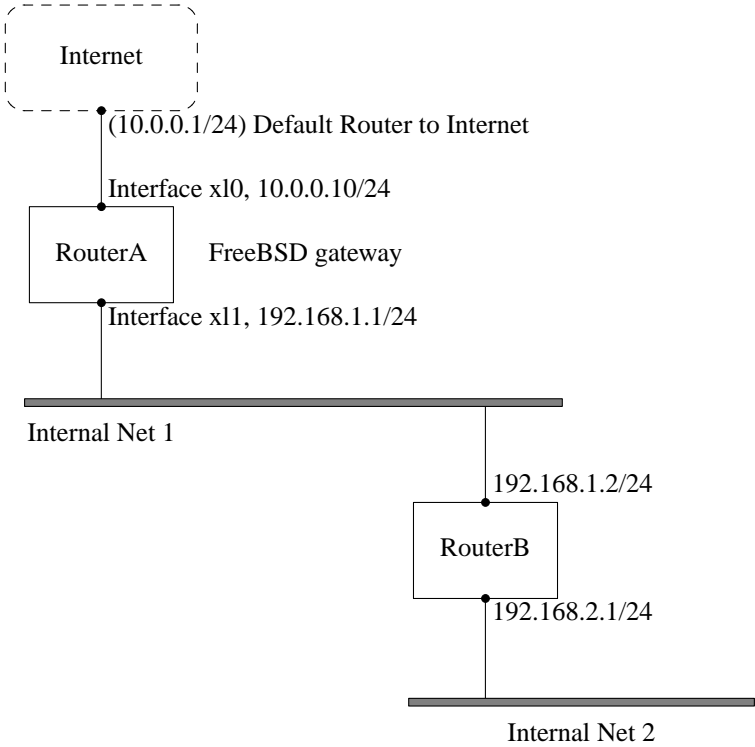 Internet
(10.0.0.1/24) Default Router to Internet
Interface xl0, 10.0.0.10/24
RouterA
FreeBSD gateway
Interface xl1, 192.168.1.1/24
Internal Net 1
192.168.1.2/24
RouterB
192.168.2.1/24
Internal Net 2